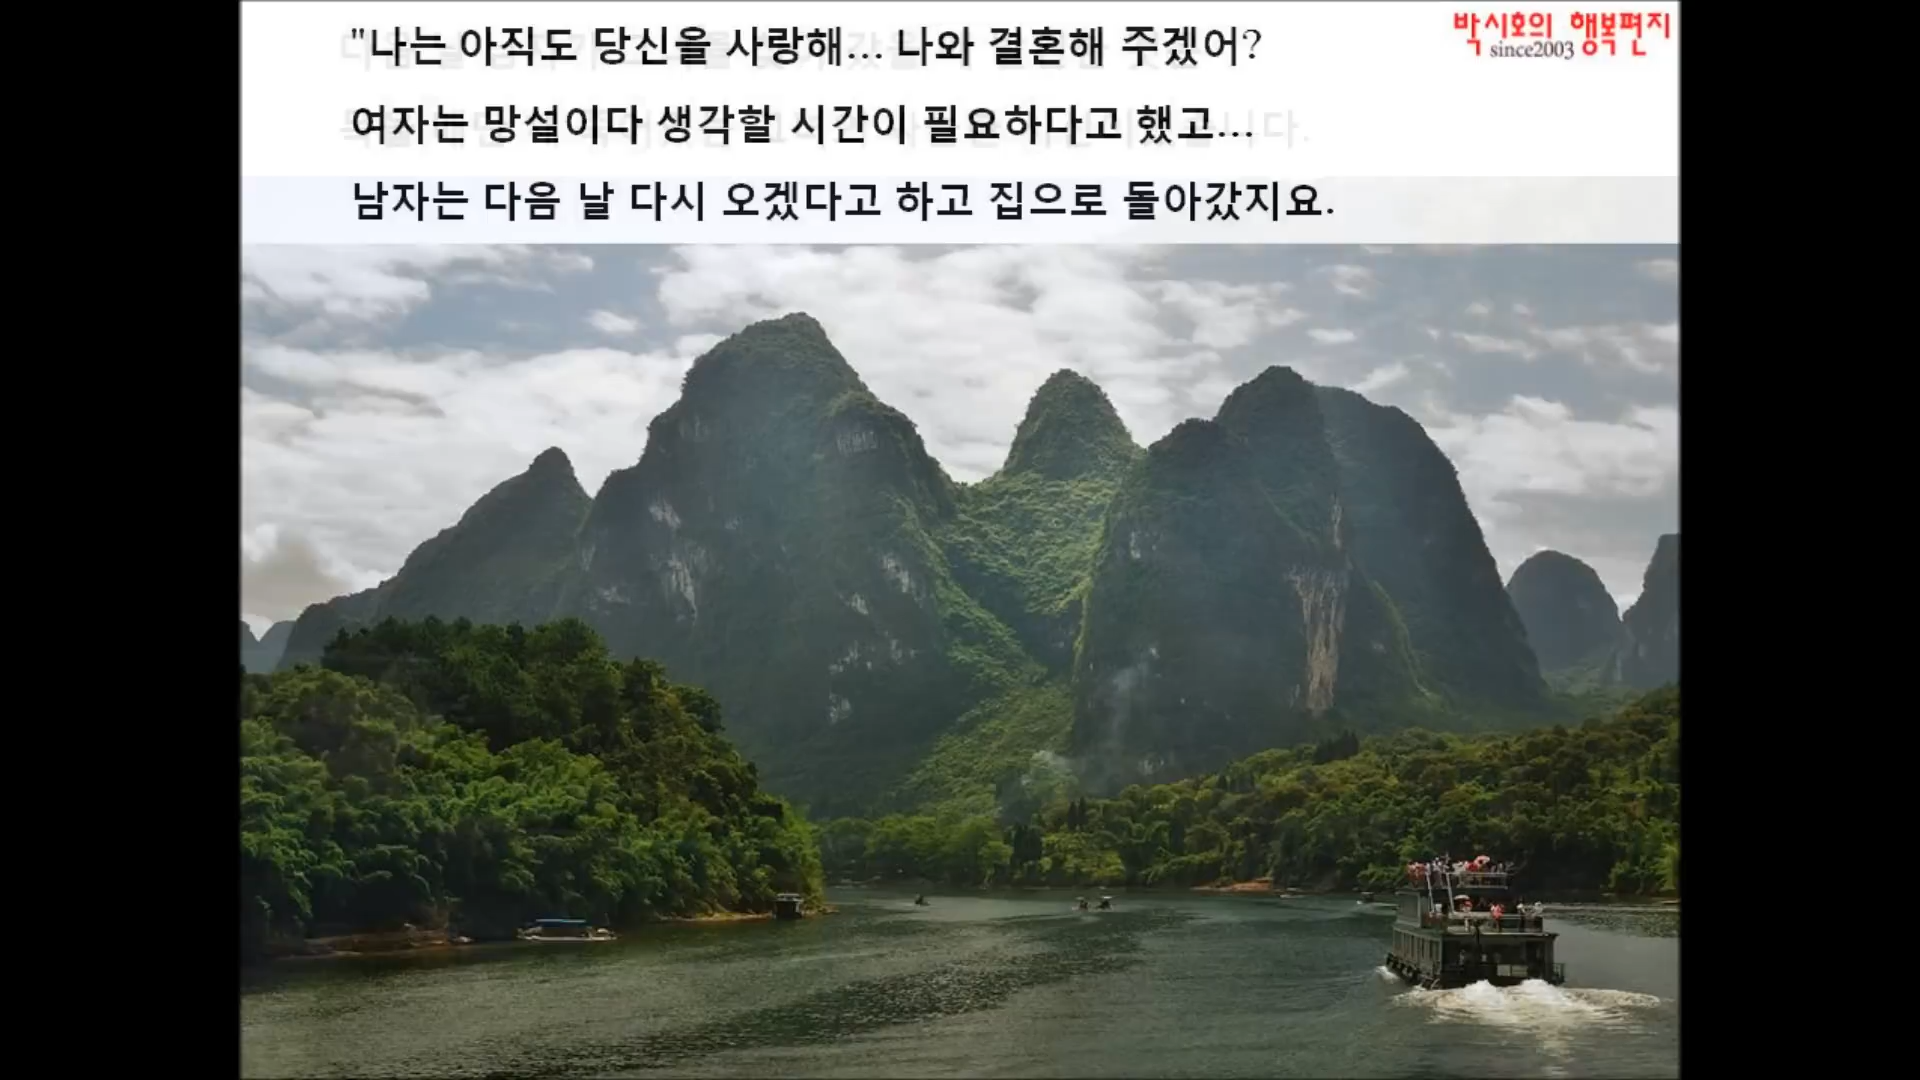 박시호의 행복편지
since2003
"나는 아직도 당신을 사랑해... 나와 결혼해 주겠어?
여자는 망설이다 생각할 시간이 필요하다고 했고...
남자는 다음 날 다시 오겠다고 하고 집으로 돌아갔지요.